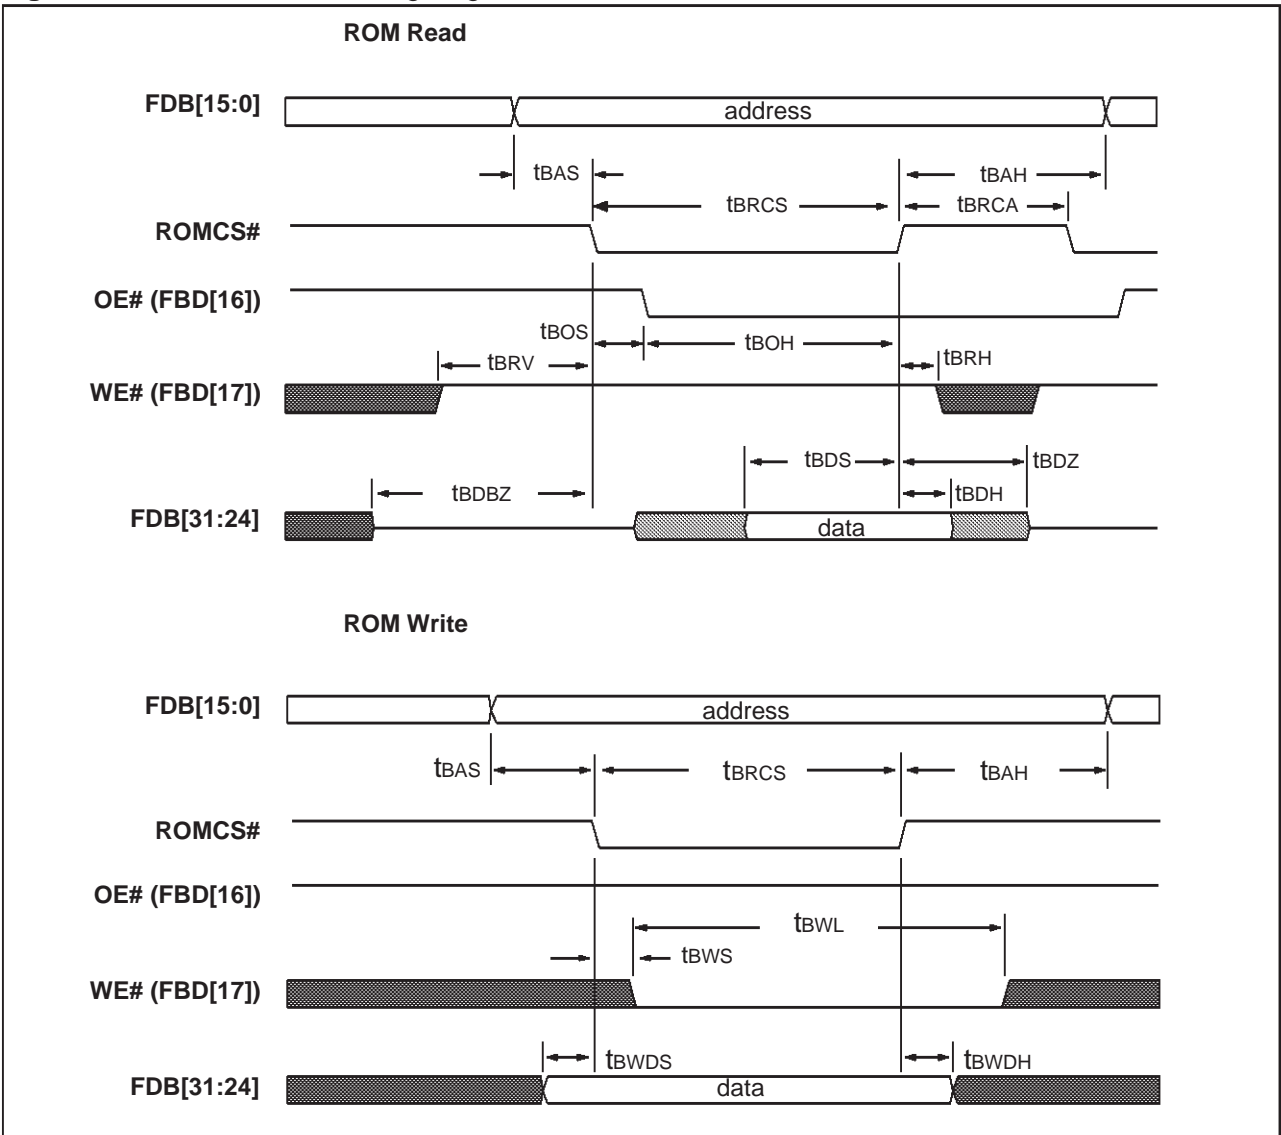 ROM Read
FDB[15:0]
address
tBAS
tBAH
tBRCS
tBRCA
ROMCS#
OE# (FBD[16])
tBOS
tBOH
tBRV
tBRH
WE# (FBD[17])
tBDS
tBDZ
tBDBZ
tBDH
FDB[31:24]
data
ROM Write
FDB[15:0]
address
tBAS
tBRCS
tBAH
ROMCS#
OE# (FBD[16])
tBWL
tBWS
WE# (FBD[17])
tBWDS
tBWDH
FDB[31:24]
data